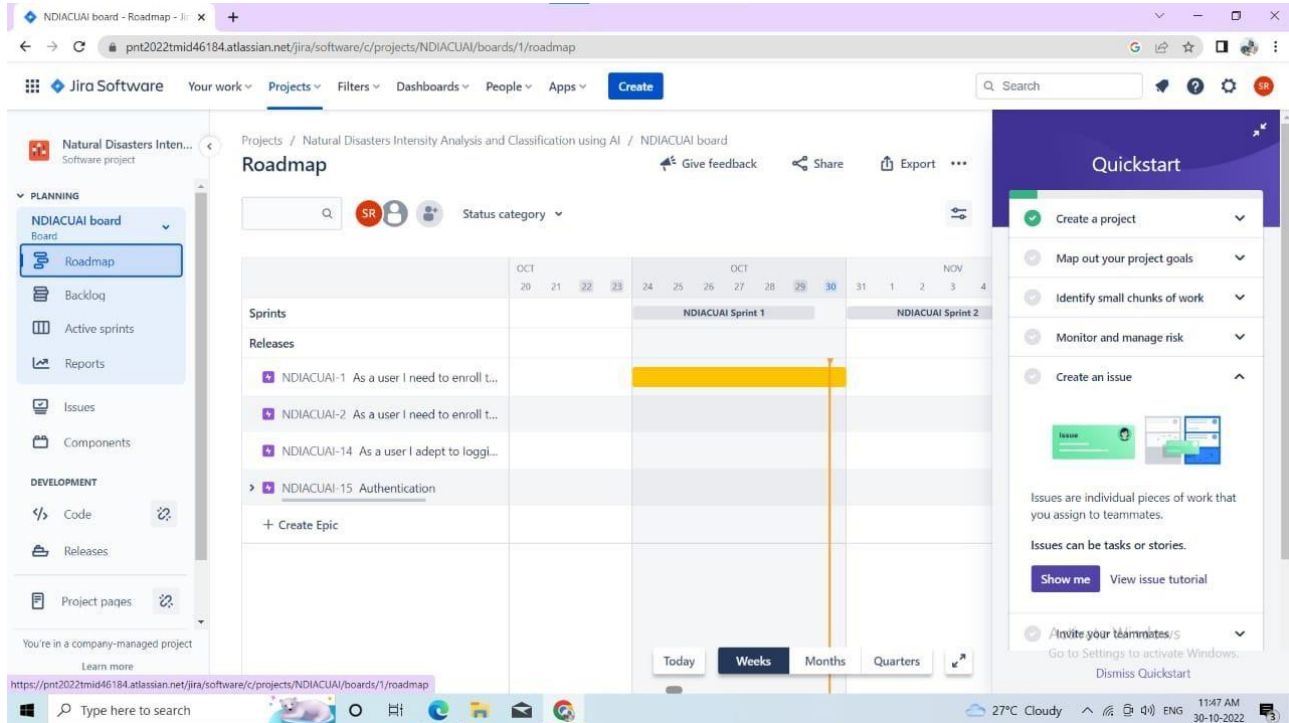 NDIACUAI board - Roadmap - Jir
pnt2022tmid46184.atlassian.net/jira/software/c/projects/NDIACUAI/boards/1/roadmap
Jira Software Your work Projects Filters Dashboards People Apps Create Search SR
Natural Disasters Inten...
Software project
PLANNING
NDIACUAI board
Board
Roadmap
Backlog
Active sprints
Reports
Issues
Components
DEVELOPMENT
Code
Releases
Project pages
You're in a company-managed project
Learn more
Projects / Natural Disasters Intensity Analysis and Classification using AI / NDIACUAI board
Roadmap
Give feedback Share Export
SR Status category
OCT OCT NOV
20 21 22 23 24 25 26 27 28 29 30 31 1 2 3 4
Sprints NDIACUAI Sprint 1 NDIACUAI Sprint 2
Releases
NDIACUAI-1 As a user I need to enroll t...
NDIACUAI-2 As a user I need to enroll t...
NDIACUAI-14 As a user I adept to loggi...
NDIACUAI-15 Authentication
+ Create Epic
Today Weeks Months Quarters
Quickstart
Create a project
Map out your project goals
Identify small chunks of work
Monitor and manage risk
Create an issue
Issue
Issues are individual pieces of work that
you assign to teammates.
Issues can be tasks or stories.
Show me View issue tutorial
Invite your teammates
Activate Windows
Go to Settings to activate Windows.
Dismiss Quickstart
https://pnt2022tmid46184.atlassian.net/jira/software/c/projects/NDIACUAI/boards/1/roadmap
Type here to search
27°C Cloudy ENG
11:47 AM
30-10-2022
3